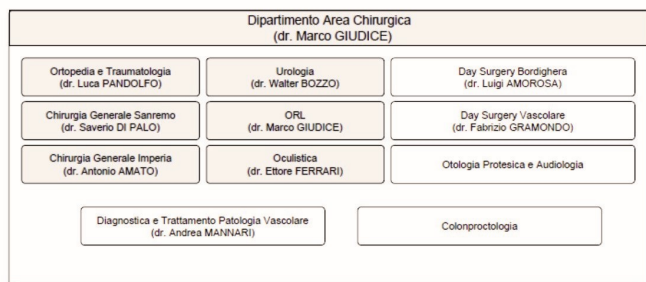 Dipartimento Area Chirurgica
(dr. Marco GIUDICE)
Ortopedia e Traumatologia
(dr. Luca PANDOLFO)
Urologia
(dr. Walter BOZZO)
Day Surgery Bordighera
(dr. Luigi AMOROSA)
Chirurgia Generale Sanremo
(dr. Saverio DI PALO)
ORL
(dr. Marco GIUDICE)
Day Surgery Vascolare
(dr. Fabrizio GRAMONDO)
Chirurgia Generale Imperia
(dr. Antonio AMATO)
Oculistica
(dr. Ettore FERRARI)
Otologia Protesica e Audiologia
Diagnostica e Trattamento Patologia Vascolare
(dr. Andrea MANNARI)
Colonproctologia